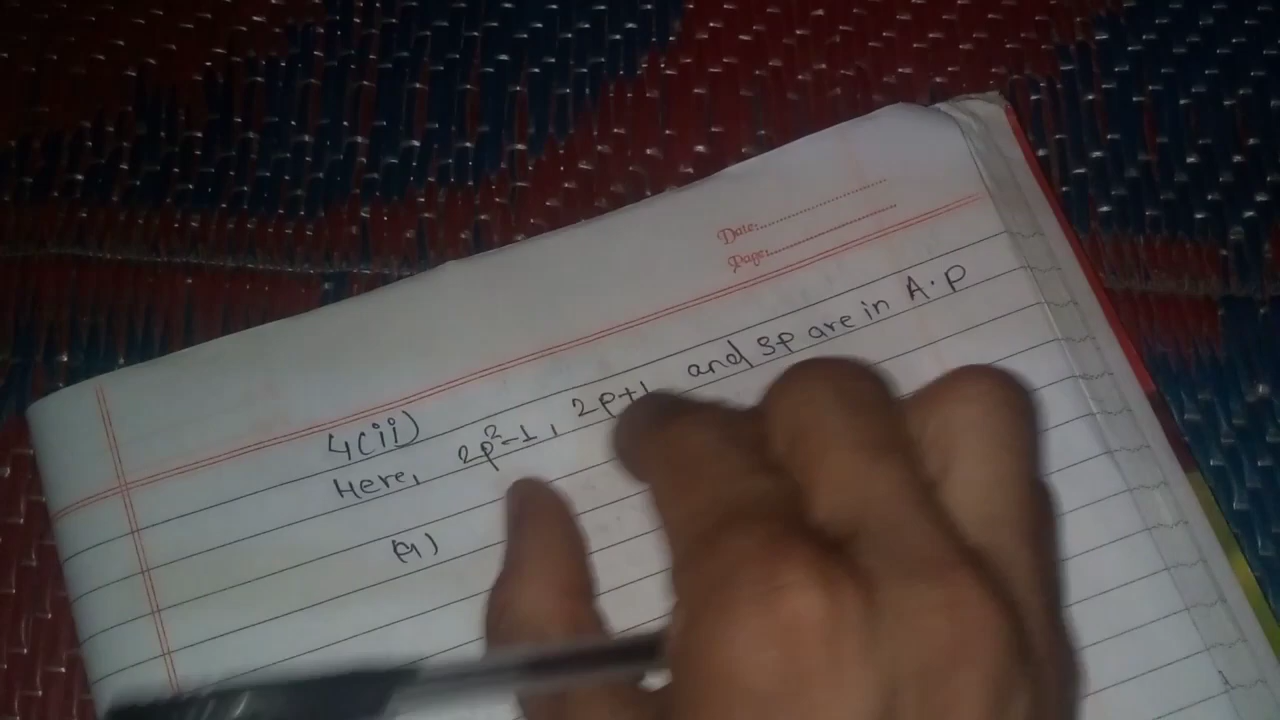 Date:
Page:
4(ii)
Here, 2p²-1, 2p+1 and 3p are in A.P
(a)